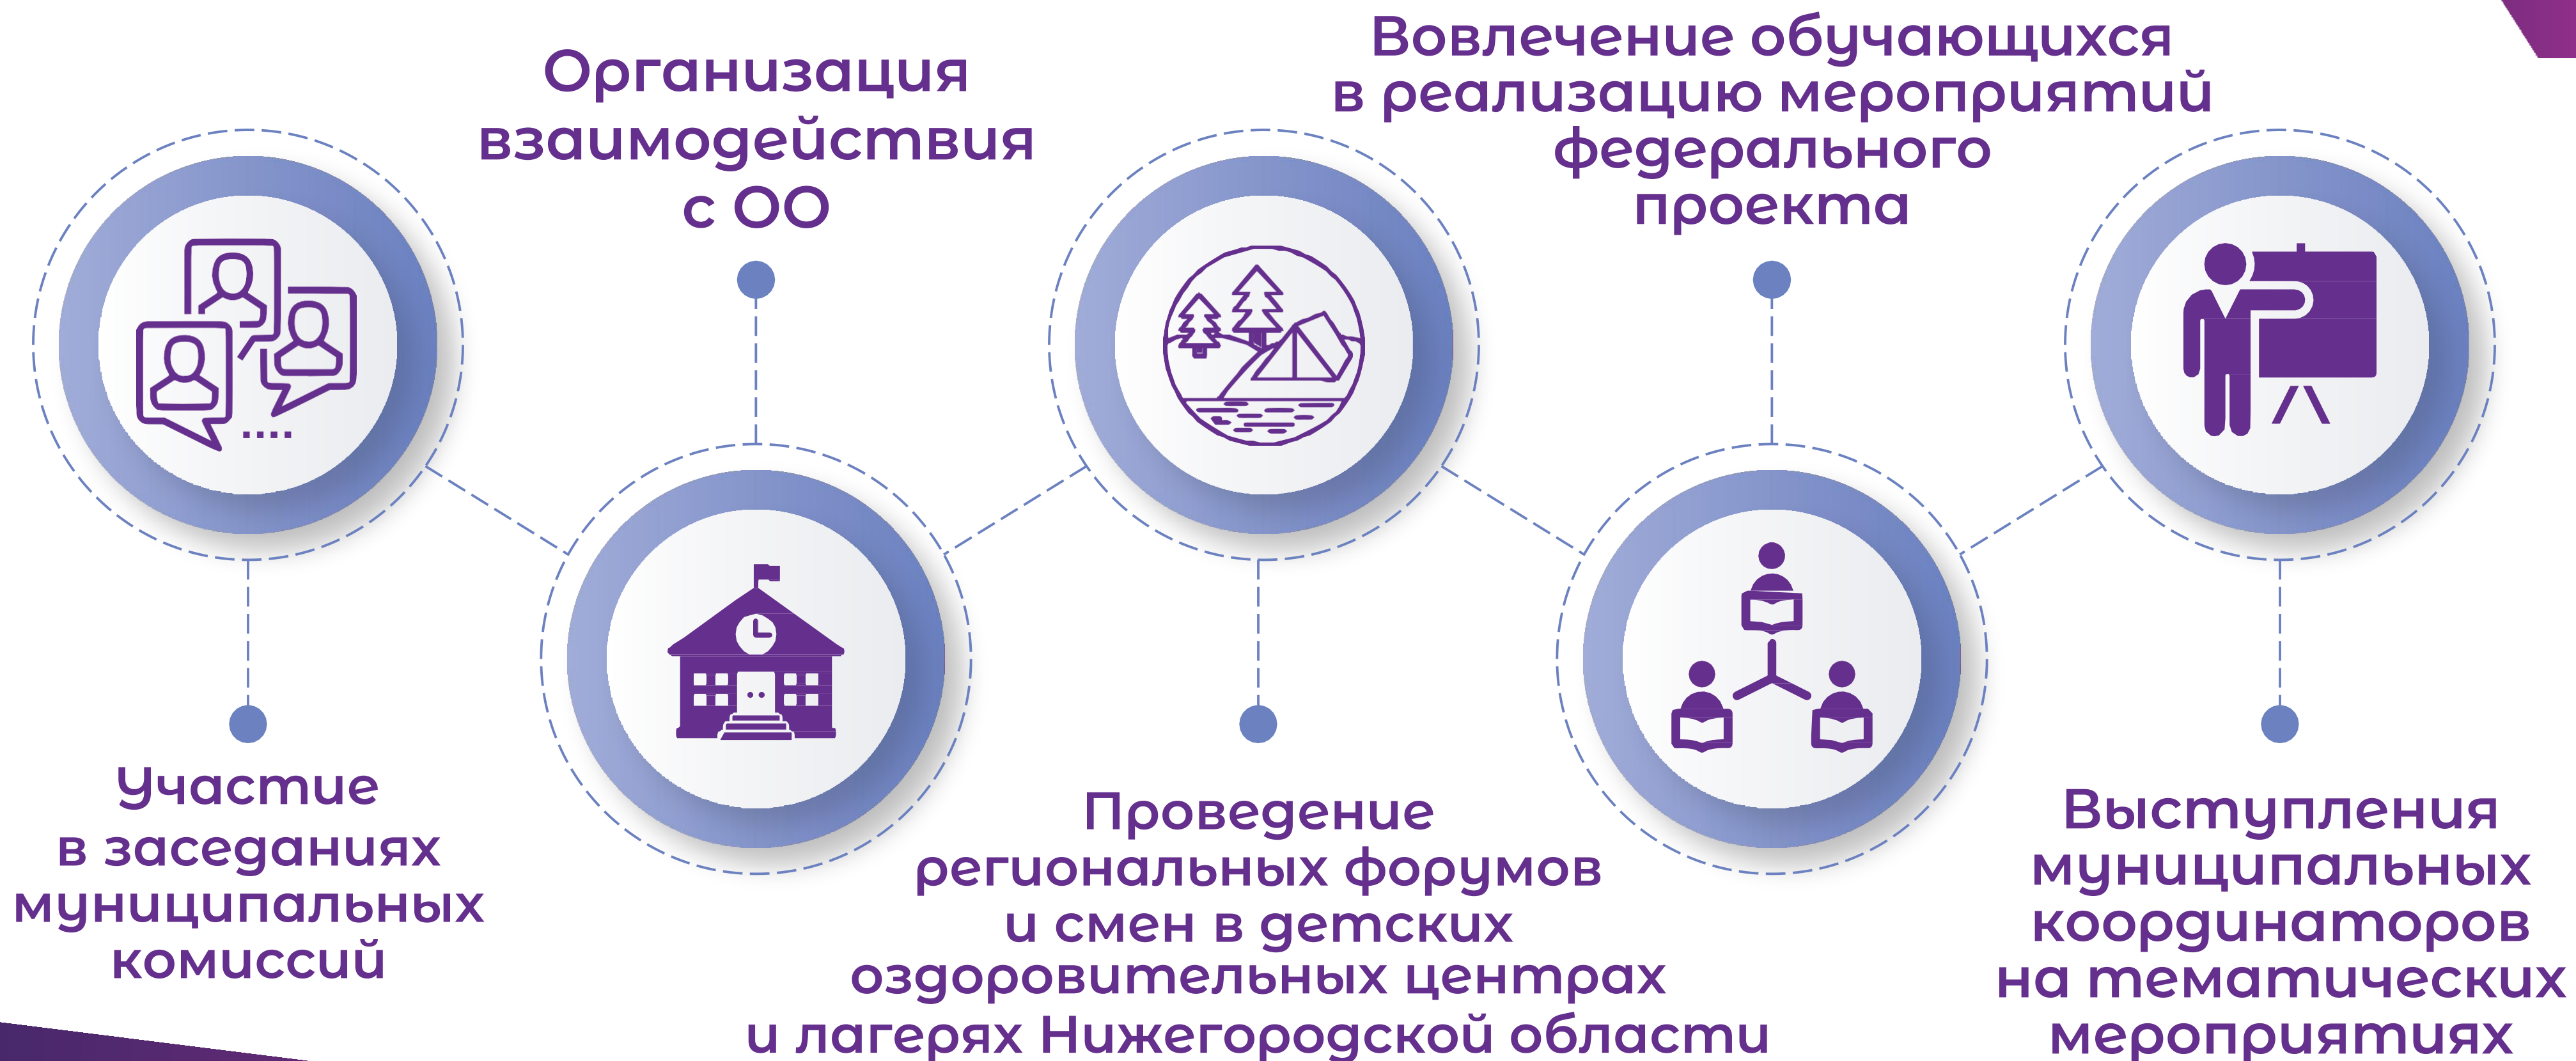 Участие
в заседаниях
муниципальных
комиссий
Организация
взаимодействия
с ОО
Проведение
региональных форумов
и смен в детских
оздоровительных центрах
и лагерях Нижегородской области
Вовлечение обучающихся
в реализацию мероприятий
федерального
проекта
Выступления
муниципальных
координаторов
на тематических
мероприятиях